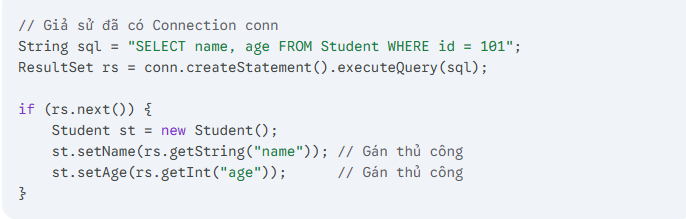 // Giả sử đã có Connection conn
String sql = "SELECT name, age FROM Student WHERE id = 101";
ResultSet rs = conn.createStatement().executeQuery(sql);
if (rs.next()) {
    Student st = new Student();
    st.setName(rs.getString("name")); // Gán thủ công
    st.setAge(rs.getInt("age"));      // Gán thủ công
}